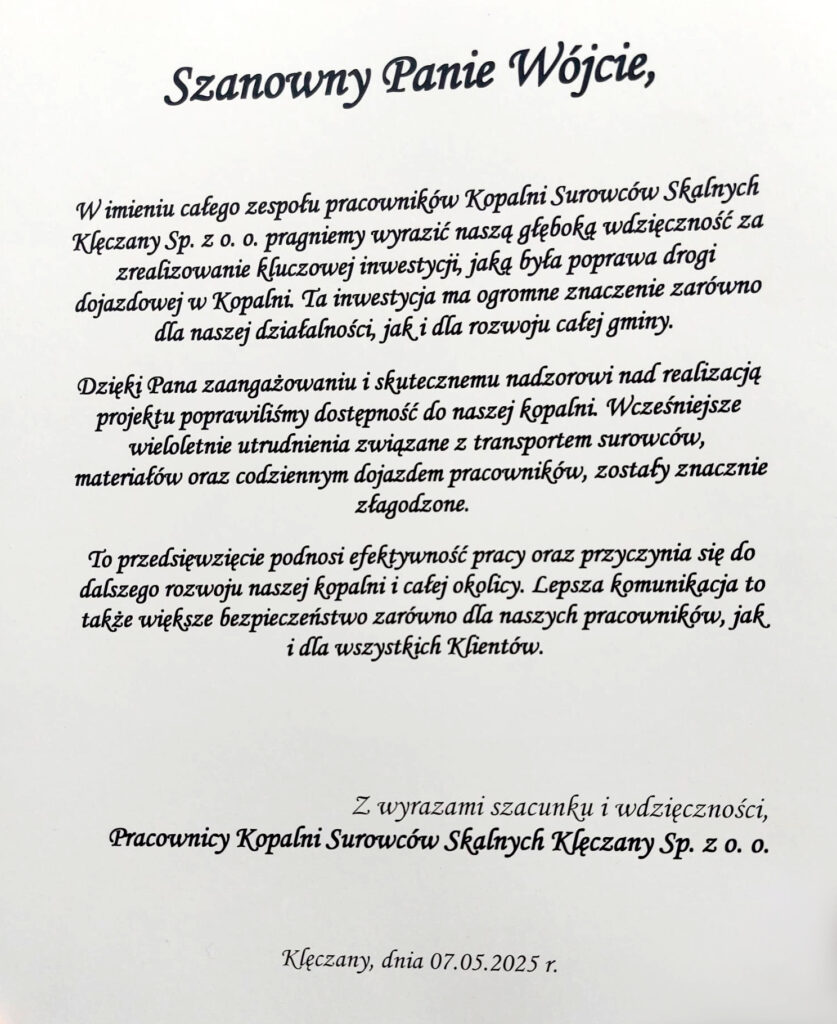 Szanowny Panie Wójcie,
W imieniu całego zespołu pracowników Kopalni Surowców Skalnych
Klęczany Sp. z o. o. pragniemy wyrazić naszą głęboką wdzięczność za
zrealizowanie kluczowej inwestycji, jaką była poprawa drogi
dojazdowej w Kopalni. Ta inwestycja ma ogromne znaczenie zarówno
dla naszej działalności, jak i dla rozwoju całej gminy.
Dzięki Pana zaangażowaniu i skutecznemu nadzorowi nad realizacją
projektu poprawiliśmy dostępność do naszej kopalni. Wcześniejsze
wieloletnie utrudnienia związane z transportem surowców,
materiałów oraz codziennym dojazdem pracowników, zostały znacznie
złagodzone.
To przedsięwzięcie podnosi efektywność pracy oraz przyczynia się do
dalszego rozwoju naszej kopalni i całej okolicy. Lepsza komunikacja to
także większe bezpieczeństwo zarówno dla naszych pracowników, jak
i dla wszystkich Klientów.
Z wyrazami szacunku i wdzięczności,
Pracownicy Kopalni Surowców Skalnych Klęczany Sp. z o. o.
Klęczany, dnia 07.05.2025 r.